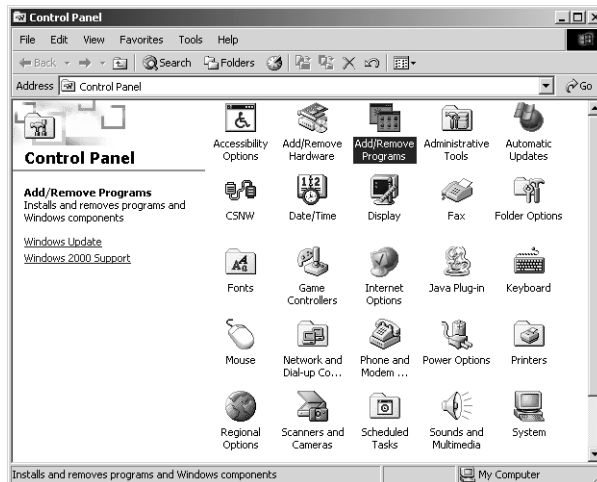 Control Panel
File Edit View Favorites Tools Help
Back Search Folders
Address Control Panel Go
Control Panel
Add/Remove Programs
Installs and removes programs and
Windows components
Windows Update
Windows 2000 Support
Accessibility
Options
Add/Remove
Hardware
Add/Remove
Programs
Administrative
Tools
Automatic
Updates
CSNW
Date/Time
Display
Fax
Folder Options
Fonts
Game
Controllers
Internet
Options
Java Plug-in
Keyboard
Mouse
Network and
Dial-up Co...
Phone and
Modem ...
Power Options
Printers
Regional
Options
Scanners and
Cameras
Scheduled
Tasks
Sounds and
Multimedia
System
Installs and removes programs and Windows components
My Computer